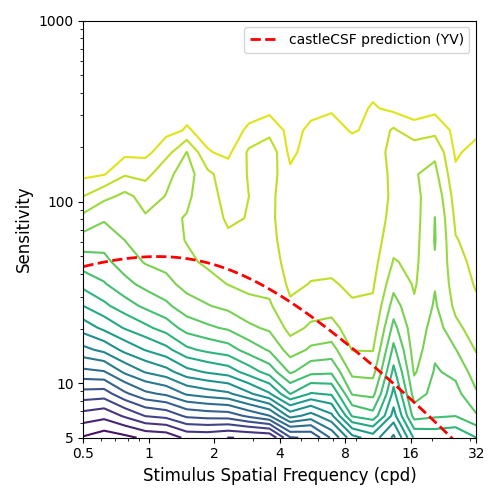 1000
castleCSF prediction (YV)
100
Sensitivity
10
5
0.5 1 2 4 8 16 32
Stimulus Spatial Frequency (cpd)